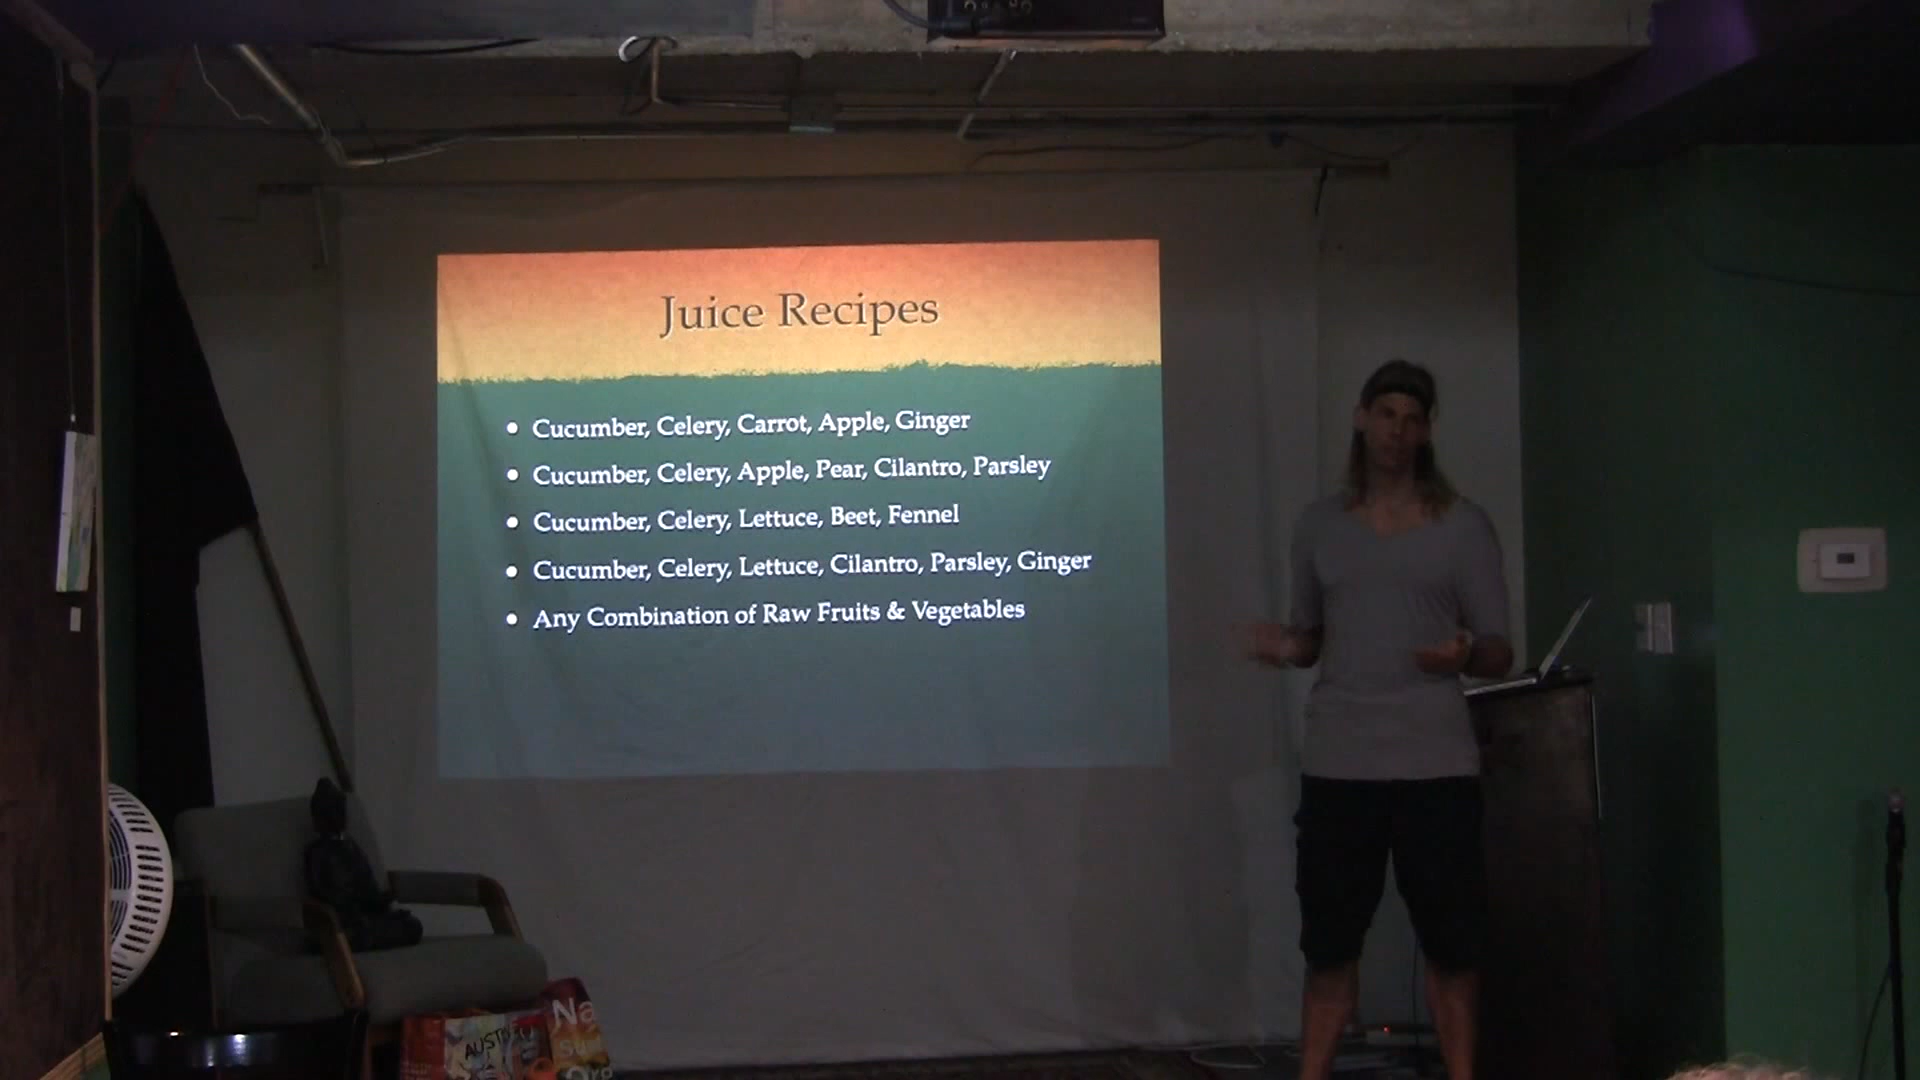 Juice Recipes
• Cucumber, Celery, Carrot, Apple, Ginger
• Cucumber, Celery, Apple, Pear, Cilantro, Parsley
• Cucumber, Celery, Lettuce, Beet, Fennel
• Cucumber, Celery, Lettuce, Cilantro, Parsley, Ginger
• Any Combination of Raw Fruits & Vegetables
Na